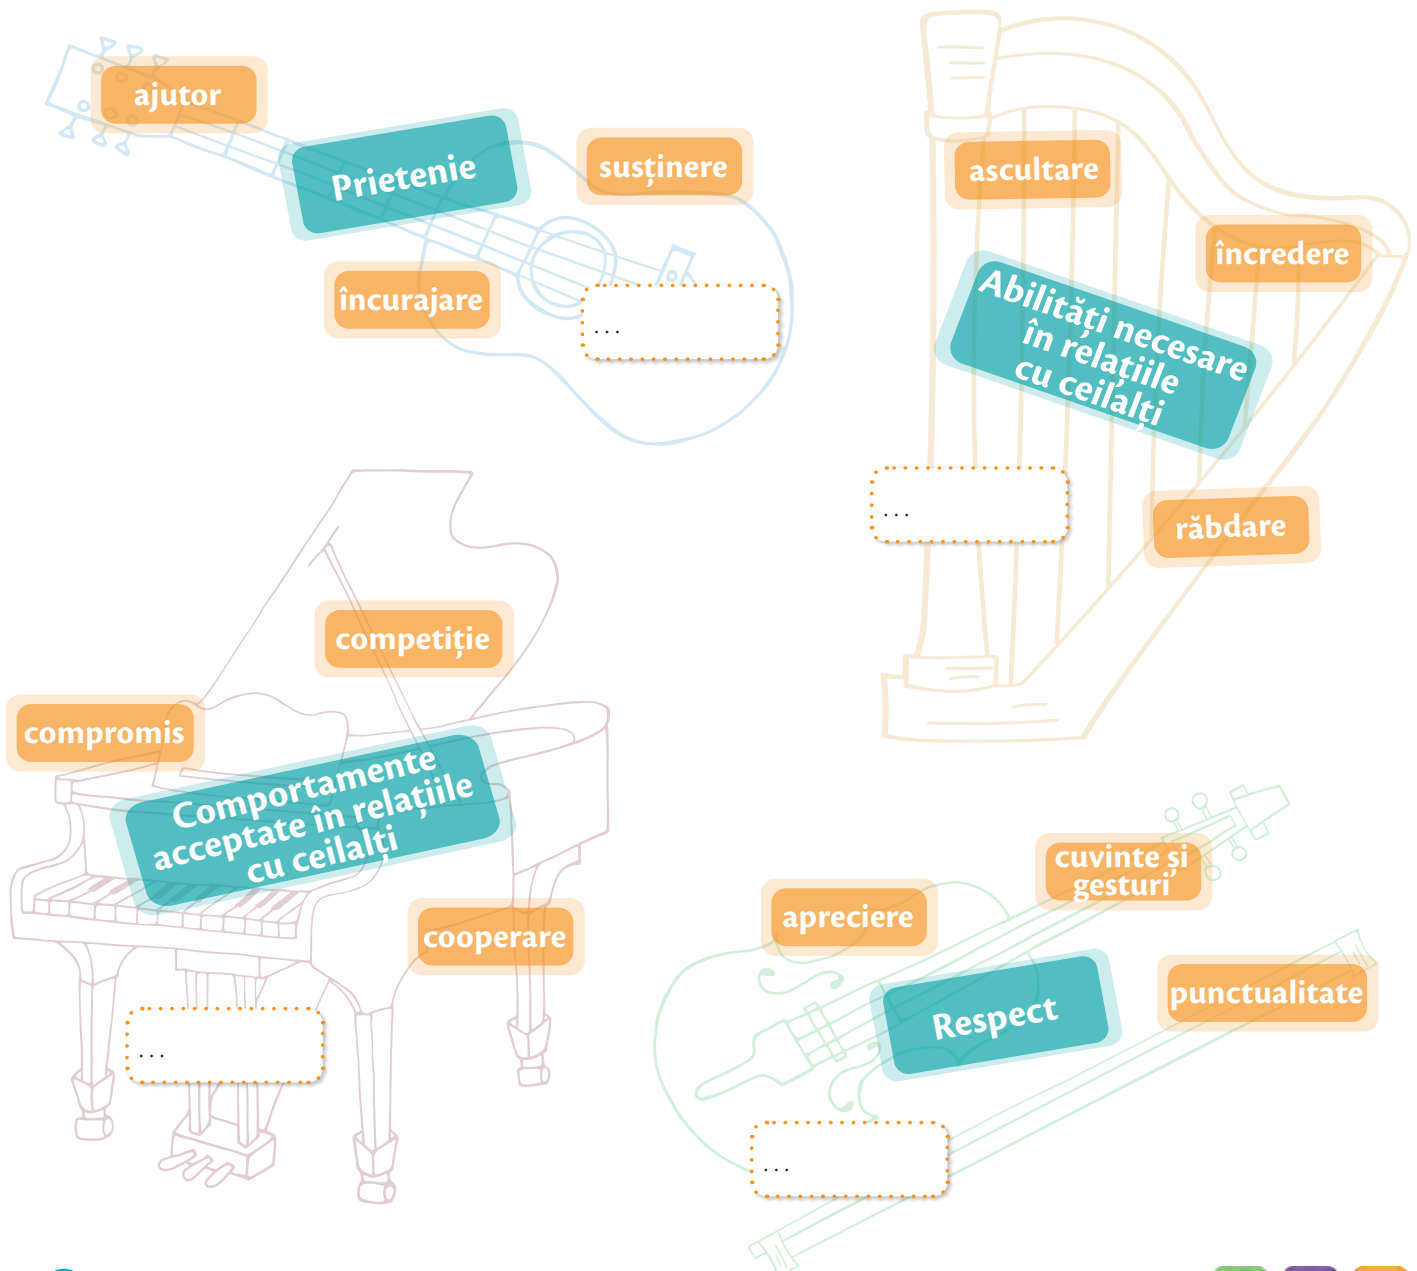 ajutor
Prietenie
susținere
încurajare
...
ascultare
încredere
Abilități necesare
în relațiile
cu ceilalți
...
răbdare
competiție
compromis
Comportamente
acceptate în relațiile
cu ceilalți
cooperare
...
cuvinte și
gesturi
apreciere
punctualitate
Respect
...